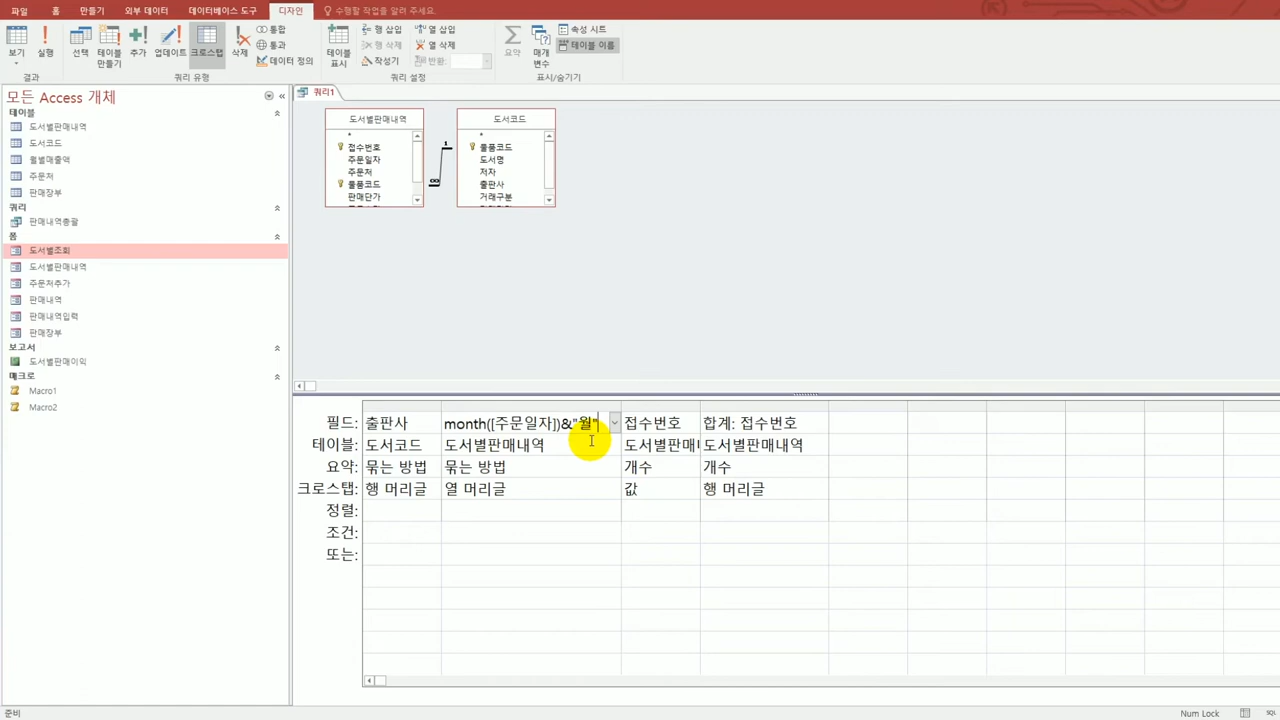 파일 홈 만들기 외부 데이터 데이터베이스 도구 디자인 수행할 작업을 알려 주세요.
보기 실행 선택 테이블 만들기 추가 업데이트 크로스탭 삭제 통합 통과 데이터 정의
테이블 표시 행 삽입 행 삭제 작성기 열 삽입 열 삭제 반환:
요약 매개 변수 속성 시트 테이블 이름
결과 쿼리 유형 쿼리 설정 표시/숨기기
모든 Access 개체
테이블
도서별판매내역
도서코드
월별매출액
주문처
판매장부
쿼리
판매내역총괄
폼
도서별조회
도서별판매내역
주문처추가
판매내역
판매내역입력
판매장부
보고서
도서별판매이익
매크로
Macro1
Macro2
쿼리1
도서별판매내역
*
접수번호
주문일자
주문처
물품코드
판매단가
도서코드
*
물품코드
도서명
저자
출판사
거래구분
1
∞
필드: 출판사 month([주문일자])&"월" 접수번호 합계: 접수번호
테이블: 도서코드 도서별판매내역 도서별판매 도서별판매내역
요약: 묶는 방법 묶는 방법 개수 개수
크로스탭: 행 머리글 열 머리글 값 행 머리글
정렬:
조건:
또는:
준비
Num Lock
SQL